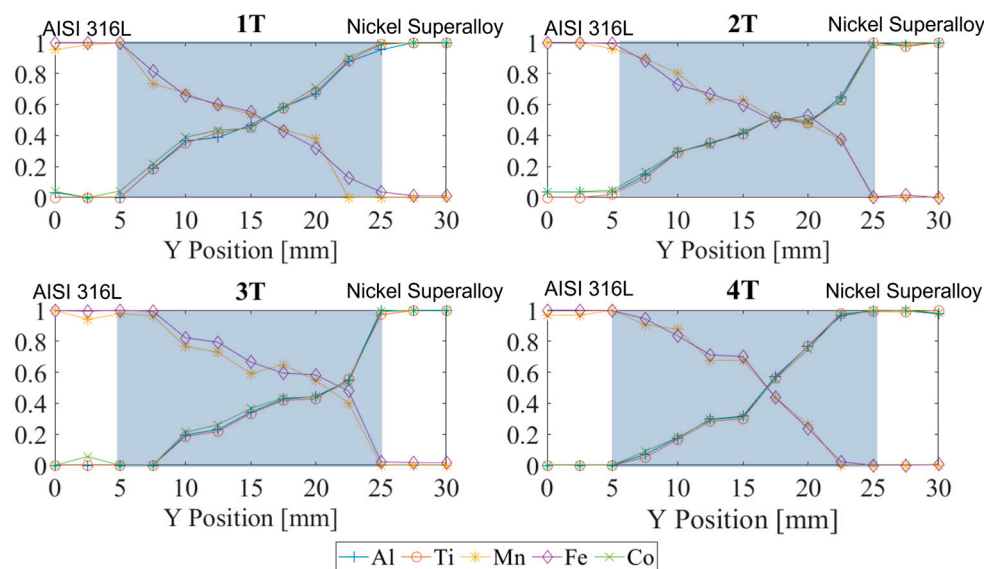 AISI 316L 1T Nickel Superalloy
1
0.8
0.6
0.4
0.2
0
0 5 10 15 20 25 30
Y Position [mm]
AISI 316L 2T Nickel Superalloy
1
0.8
0.6
0.4
0.2
0
0 5 10 15 20 25 30
Y Position [mm]
AISI 316L 3T Nickel Superalloy
1
0.8
0.6
0.4
0.2
0
0 5 10 15 20 25 30
Y Position [mm]
AISI 316L 4T Nickel Superalloy
1
0.8
0.6
0.4
0.2
0
0 5 10 15 20 25 30
Y Position [mm]
Al Ti Mn Fe Co